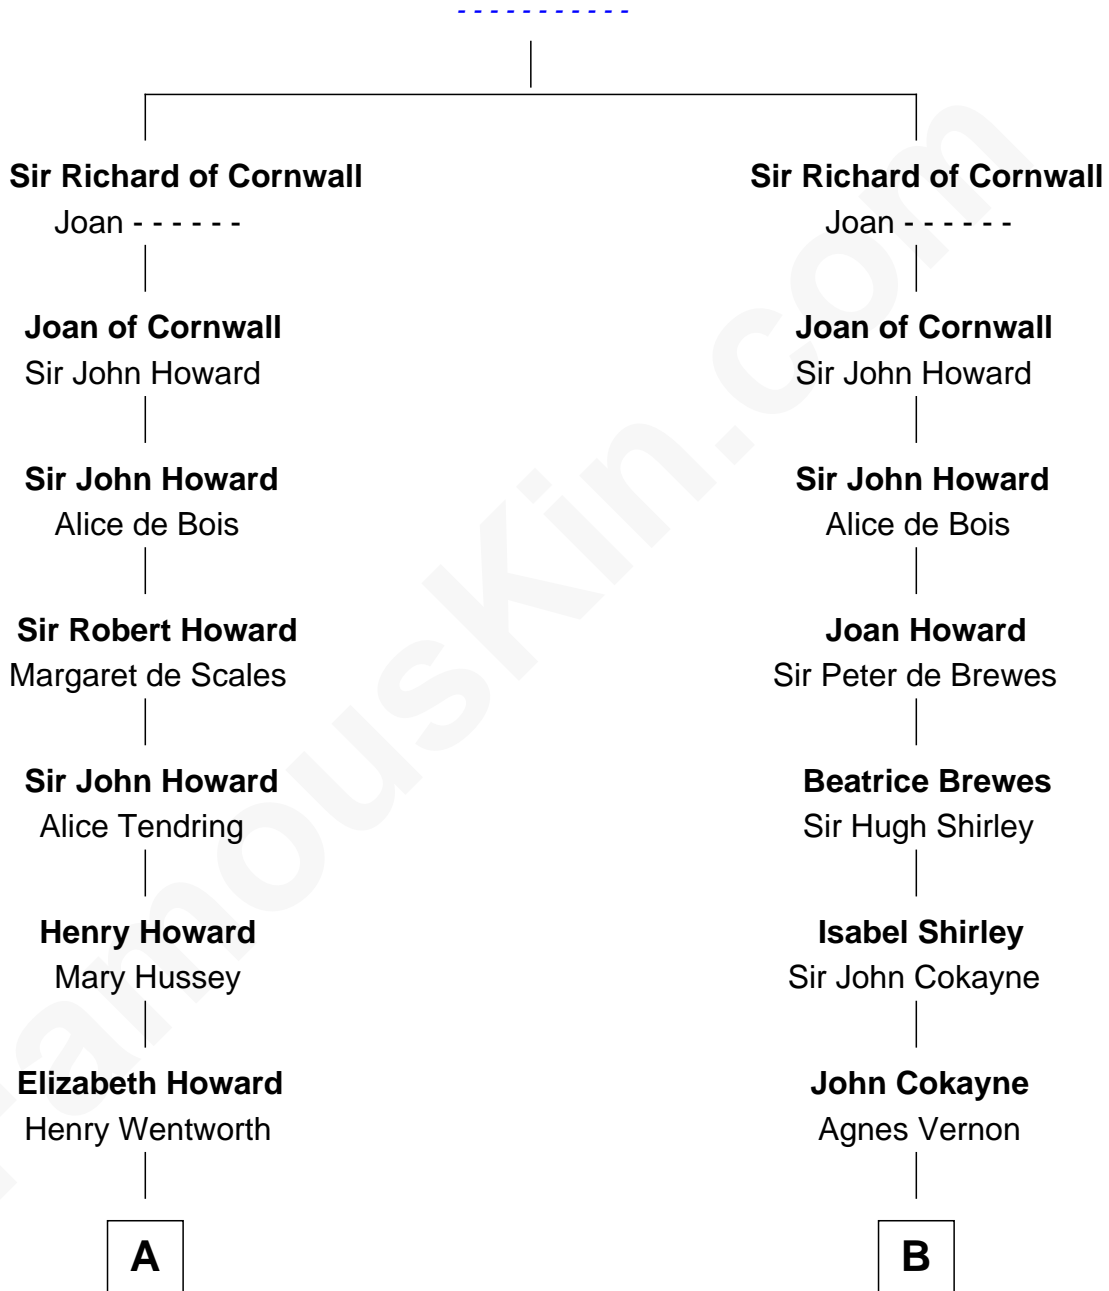 - - - - - - - - - - -
Sir Richard of Cornwall
Joan - - - - - -
Joan of Cornwall
Sir John Howard
Sir John Howard
Alice de Bois
Sir Robert Howard
Margaret de Scales
Sir John Howard
Alice Tendring
Henry Howard
Mary Hussey
Elizabeth Howard
Henry Wentworth
A
Sir Richard of Cornwall
Joan - - - - - -
Joan of Cornwall
Sir John Howard
Sir John Howard
Alice de Bois
Joan Howard
Sir Peter de Brewes
Beatrice Brewes
Sir Hugh Shirley
Isabel Shirley
Sir John Cokayne
John Cokayne
Agnes Vernon
B
FamousKin.com